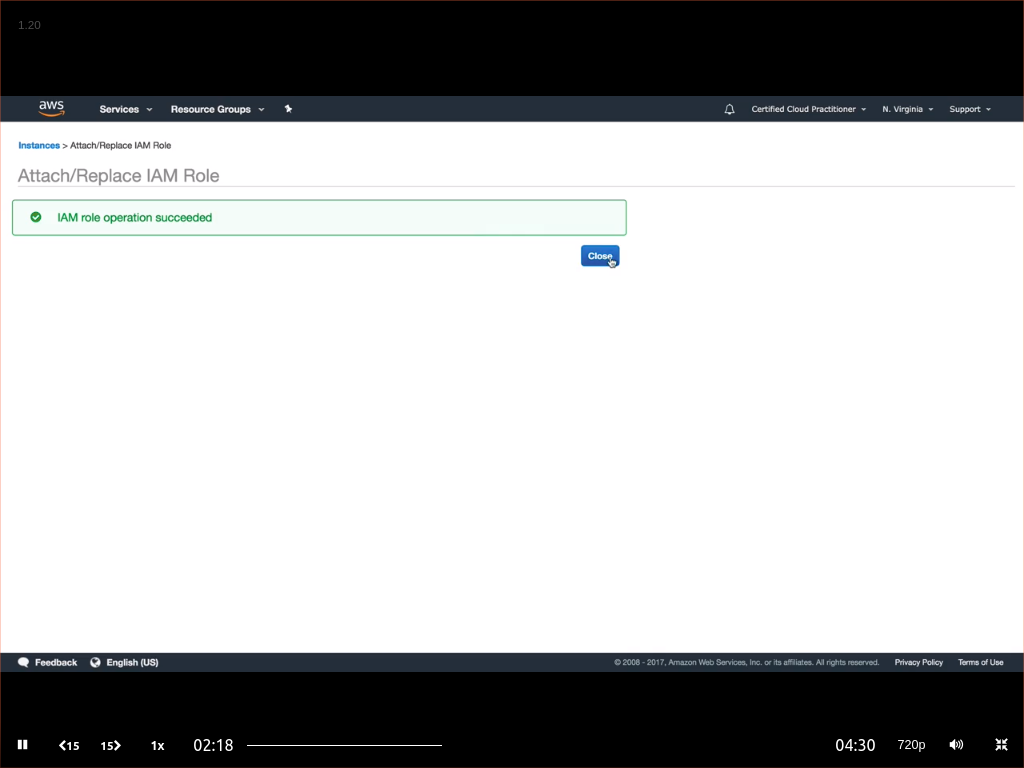 1.20
aws Services Resource Groups Certified Cloud Practitioner N. Virginia Support
Instances > Attach/Replace IAM Role
Attach/Replace IAM Role
IAM role operation succeeded
Close
Feedback English (US) © 2008 - 2017, Amazon Web Services, Inc. or its affiliates. All rights reserved. Privacy Policy Terms of Use
15 15 1x 02:18 04:30 720p